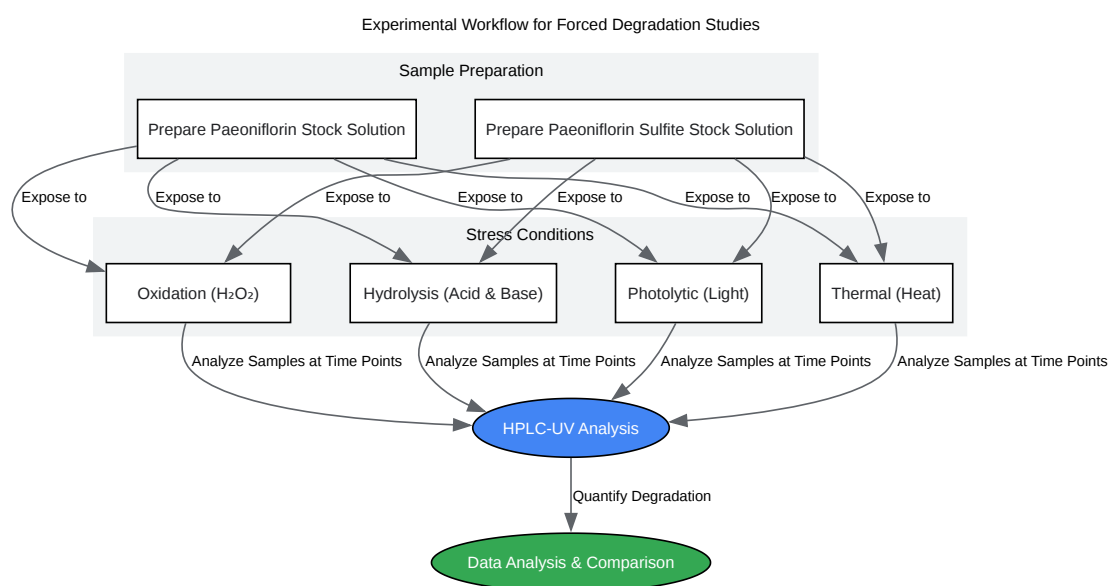 Experimental Workflow for Forced Degradation Studies
Sample Preparation
Prepare Paeoniflorin Stock Solution
Prepare Paeoniflorin Sulfite Stock Solution
Expose to
Expose to
Expose to
Expose to
Expose to
Expose to
Expose to
Stress Conditions
Oxidation (H₂O₂)
Hydrolysis (Acid & Base)
Photolytic (Light)
Thermal (Heat)
Analyze Samples at Time Points
Analyze Samples at Time Points
Analyze Samples at Time Points
Analyze Samples at Time Points
HPLC-UV Analysis
Quantify Degradation
Data Analysis & Comparison